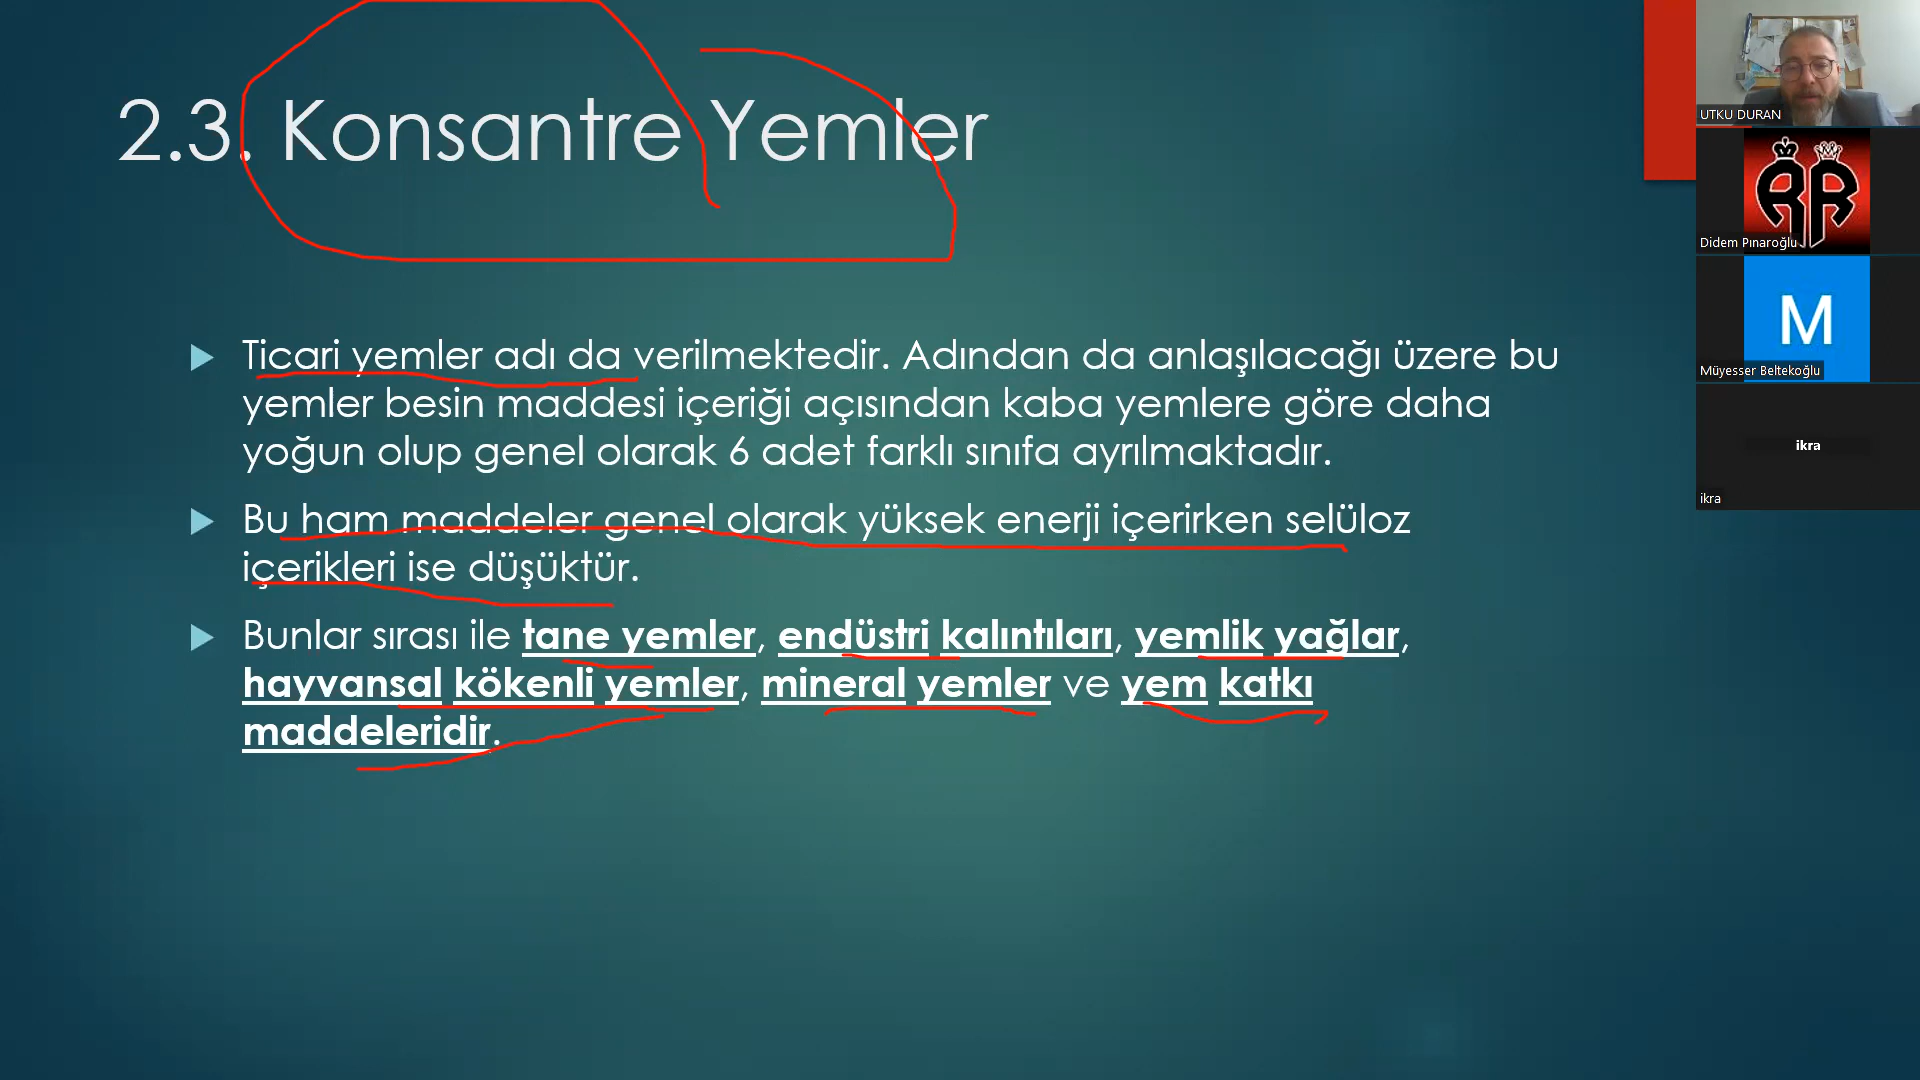 2.3. Konsantre Yemler
Ticari yemler adı da verilmektedir. Adından da anlaşılacağı üzere bu
yemler besin maddesi içeriği açısından kaba yemlere göre daha
yoğun olup genel olarak 6 adet farklı sınıfa ayrılmaktadır.
Bu ham maddeler genel olarak yüksek enerji içerirken selüloz
içerikleri ise düşüktür.
Bunlar sırası ile tane yemler, endüstri kalıntıları, yemlik yağlar,
hayvansal kökenli yemler, mineral yemler ve yem katkı
maddeleridir.
UTKU DURAN
RR
Didem Pınaroğlu
M
Müyesser Beltekoğlu
ikra
ikra